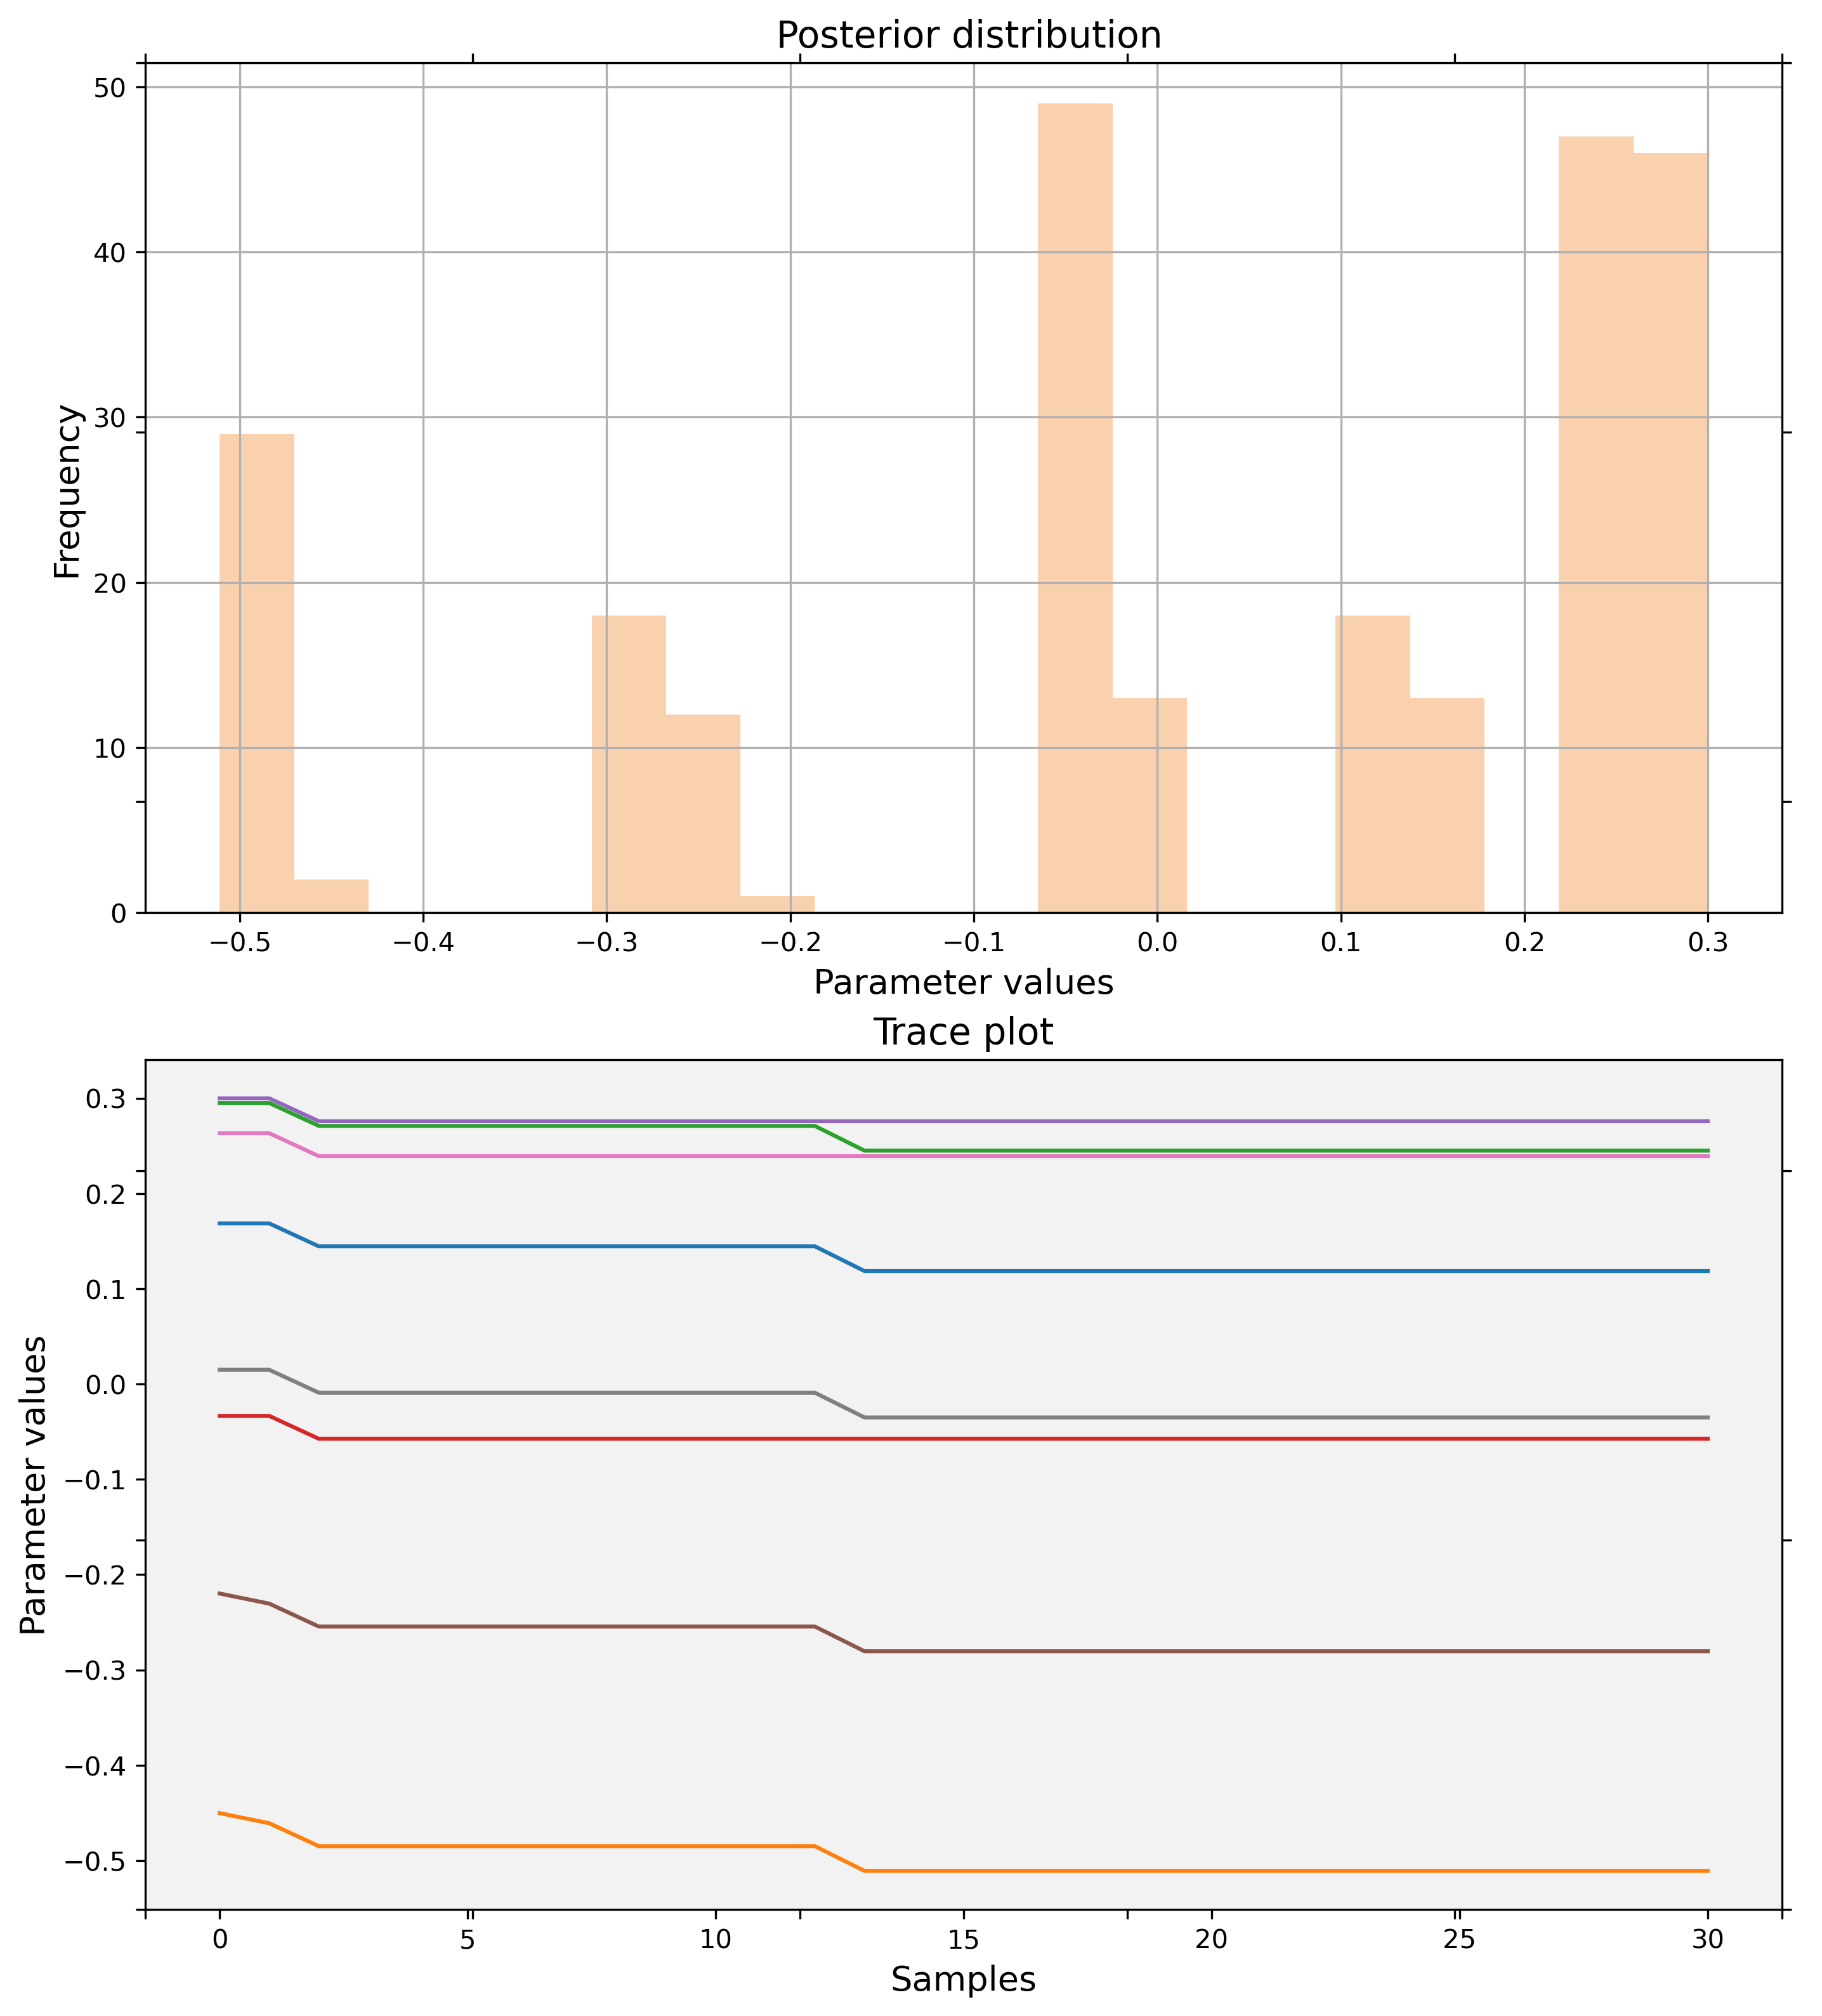 Posterior distribution
50
40
30
20
10
0
Frequency
−0.5 −0.4 −0.3 −0.2 −0.1 0.0 0.1 0.2 0.3
Parameter values
Trace plot
0.3
0.2
0.1
0.0
−0.1
−0.2
−0.3
−0.4
−0.5
Parameter values
0 5 10 15 20 25 30
Samples